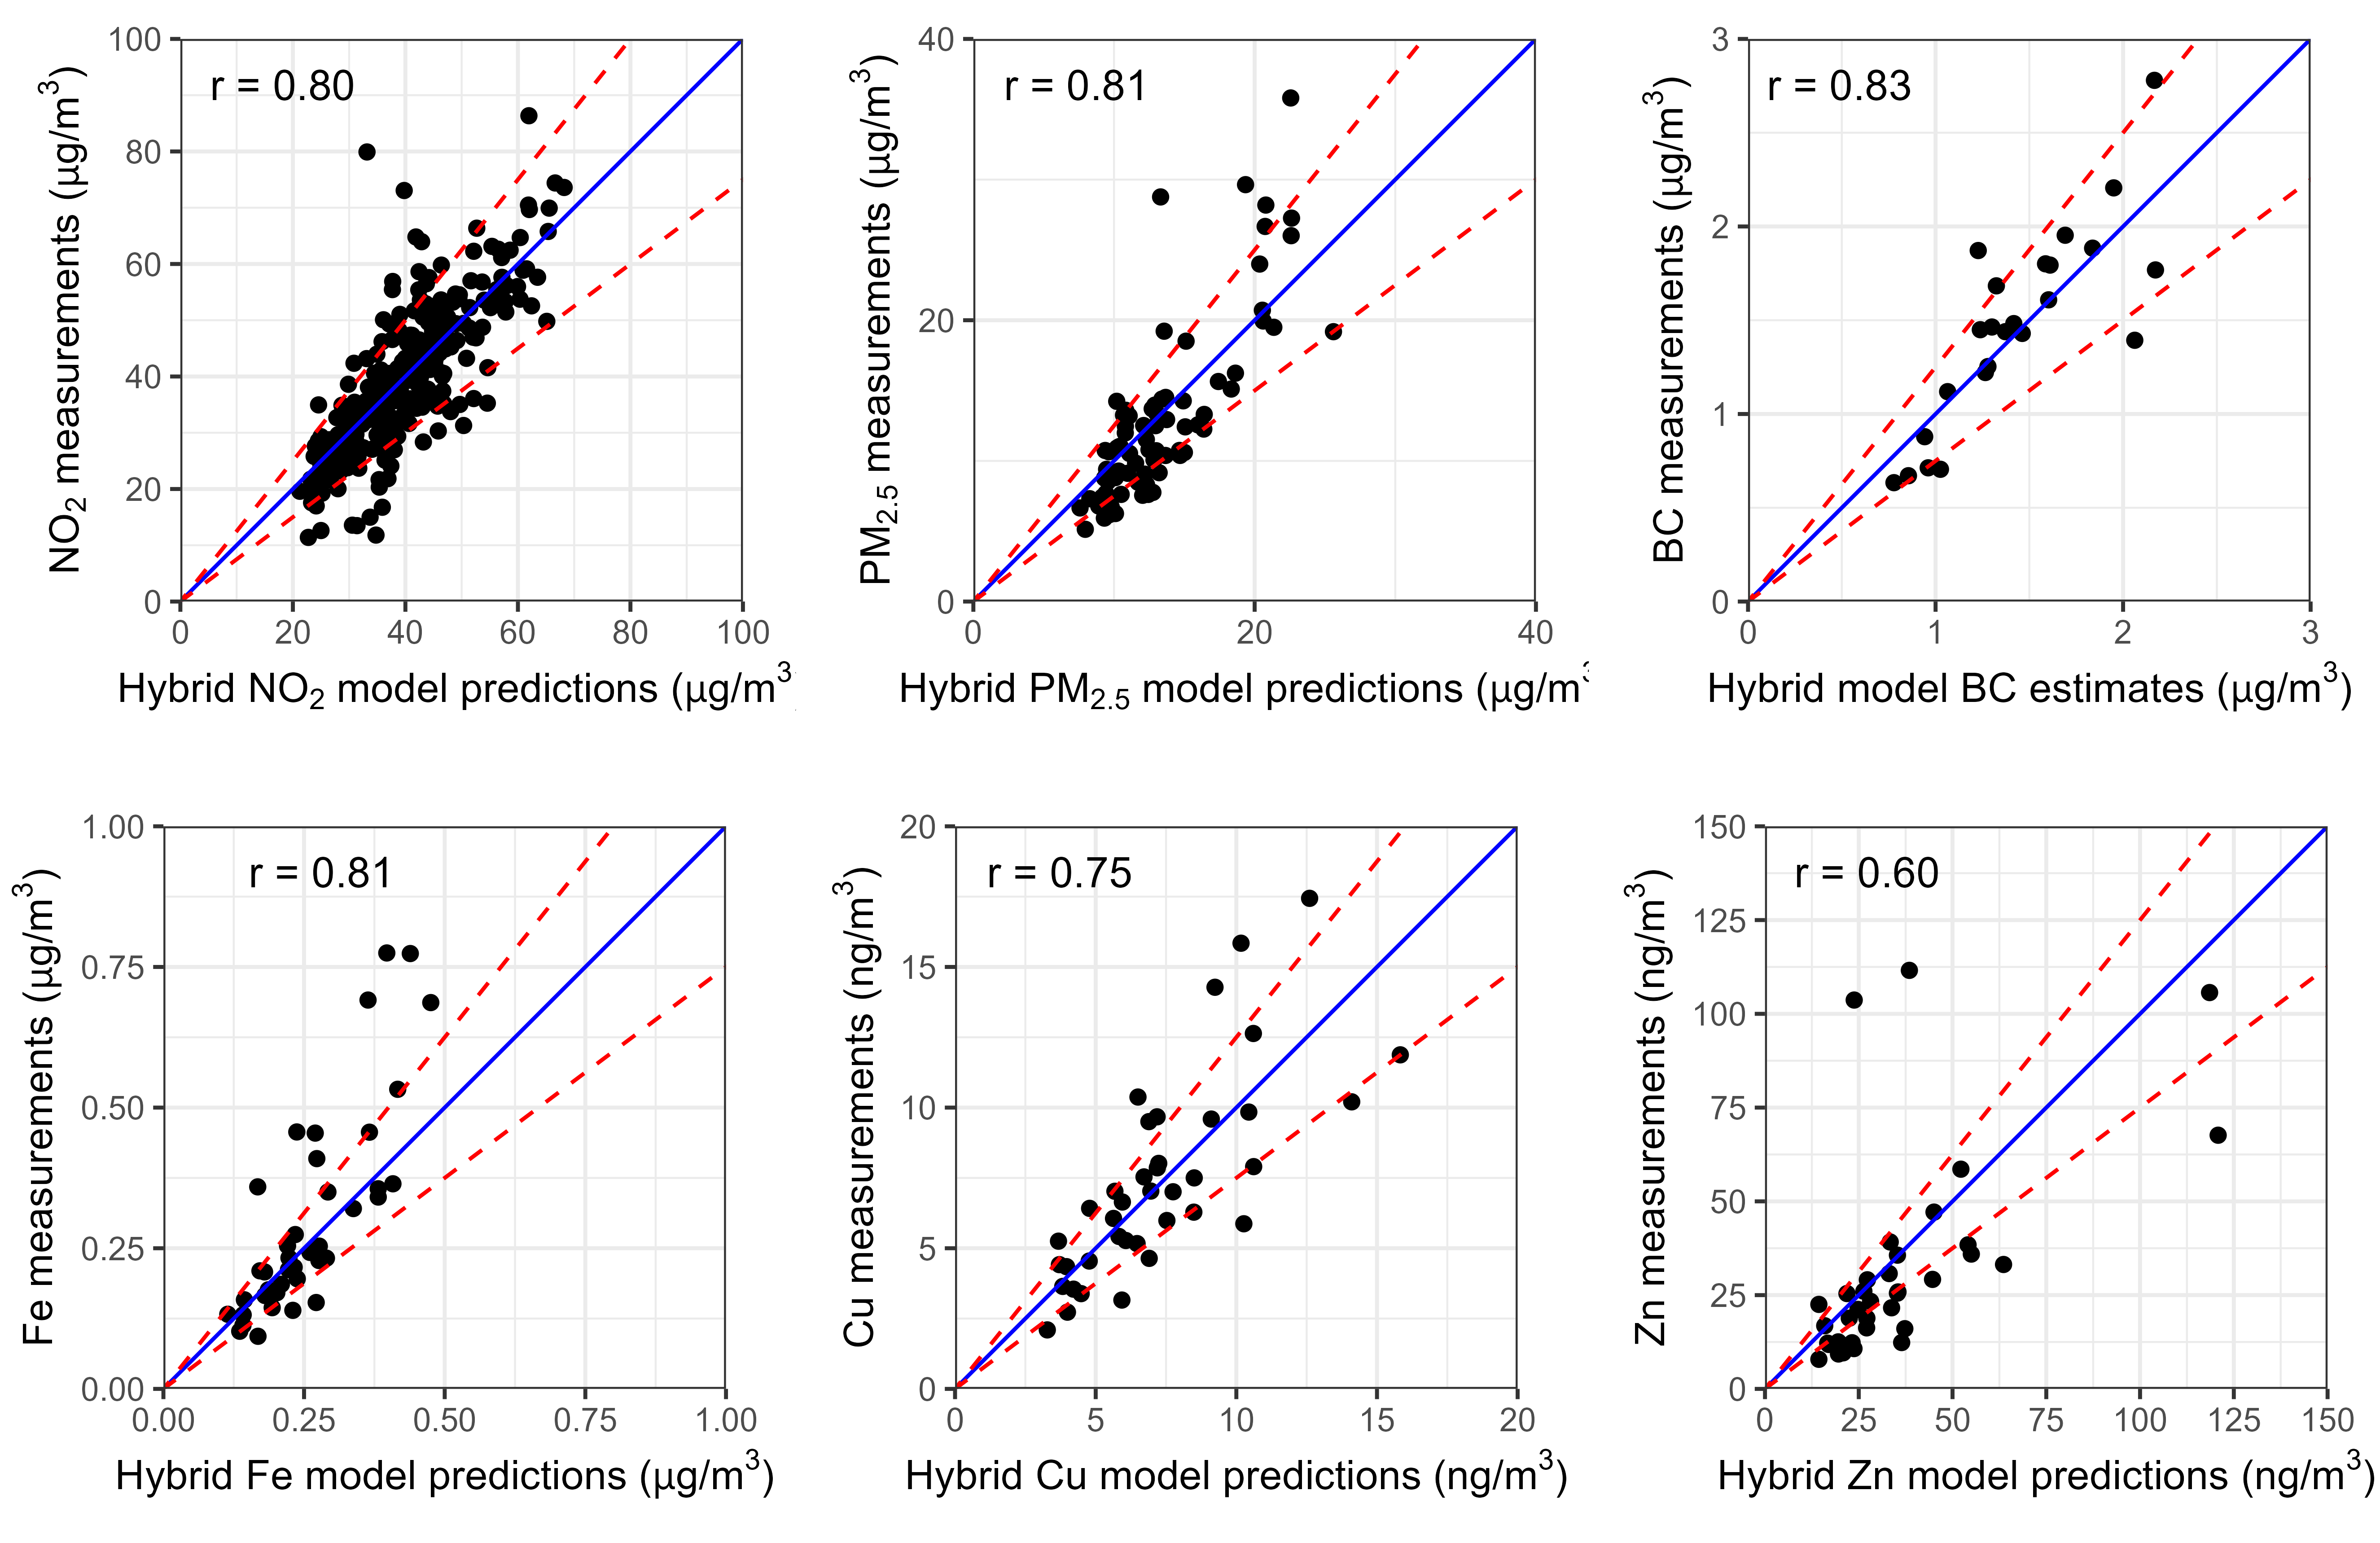 r = 0.80
NO₂ measurements (µg/m³)
100
80
60
40
20
0
0 20 40 60 80 100
Hybrid NO₂ model predictions (µg/m³
r = 0.81
PM₂.₅ measurements (µg/m³)
40
20
0
0 20 40
Hybrid PM₂.₅ model predictions (µg/m³
r = 0.83
BC measurements (µg/m³)
3
2
1
0
0 1 2 3
Hybrid model BC estimates (µg/m³)
r = 0.81
Fe measurements (µg/m³)
1.00
0.75
0.50
0.25
0.00
0.00 0.25 0.50 0.75 1.00
Hybrid Fe model predictions (µg/m³)
r = 0.75
Cu measurements (ng/m³)
20
15
10
5
0
0 5 10 15 20
Hybrid Cu model predictions (ng/m³)
r = 0.60
Zn measurements (ng/m³)
150
125
100
75
50
25
0
0 25 50 75 100 125 150
Hybrid Zn model predictions (ng/m³)